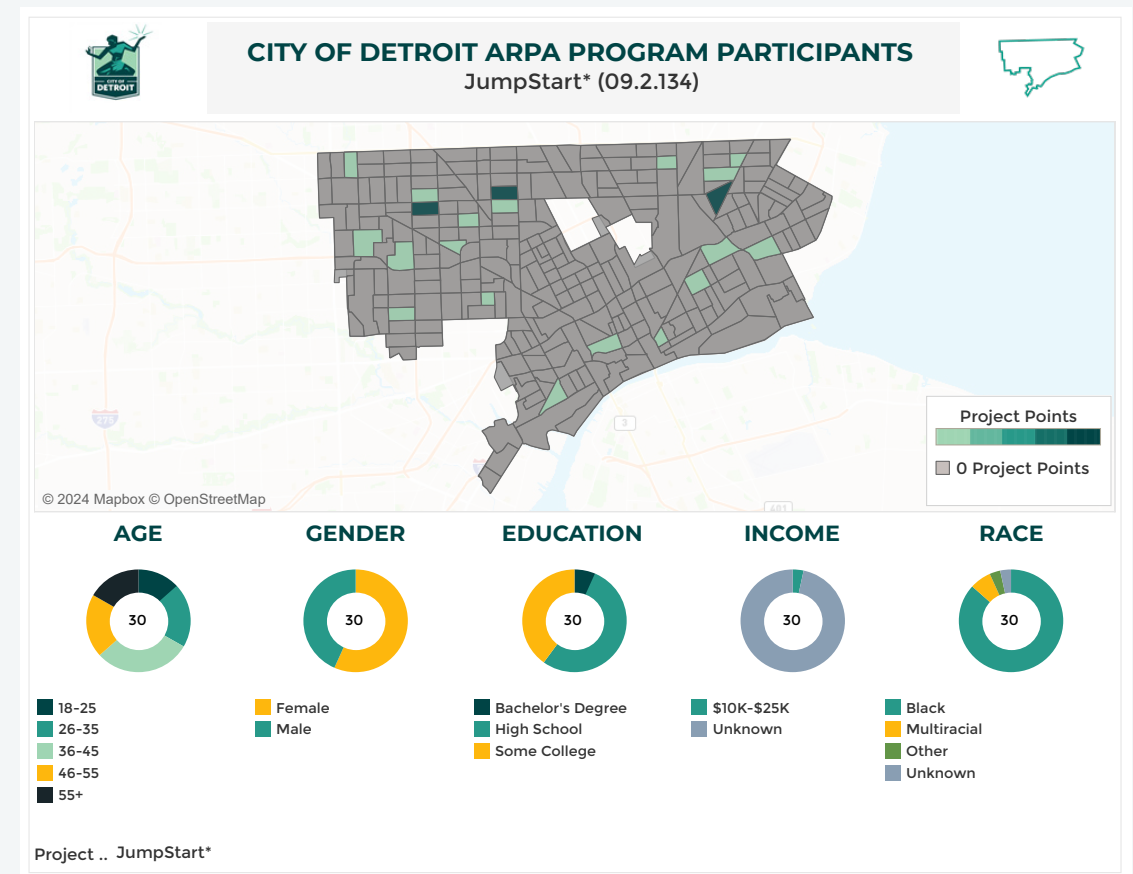 CITY OF DETROIT ARPA PROGRAM PARTICIPANTS
JumpStart* (09.2.134)
CITY OF
DETROIT
275
3
401
Project Points
0 Project Points
© 2024 Mapbox © OpenStreetMap
AGE
GENDER
EDUCATION
INCOME
RACE
30
30
30
30
30
18-25
26-35
36-45
46-55
55+
Female
Male
Bachelor's Degree
High School
Some College
$10K-$25K
Unknown
Black
Multiracial
Other
Unknown
Project .. JumpStart*